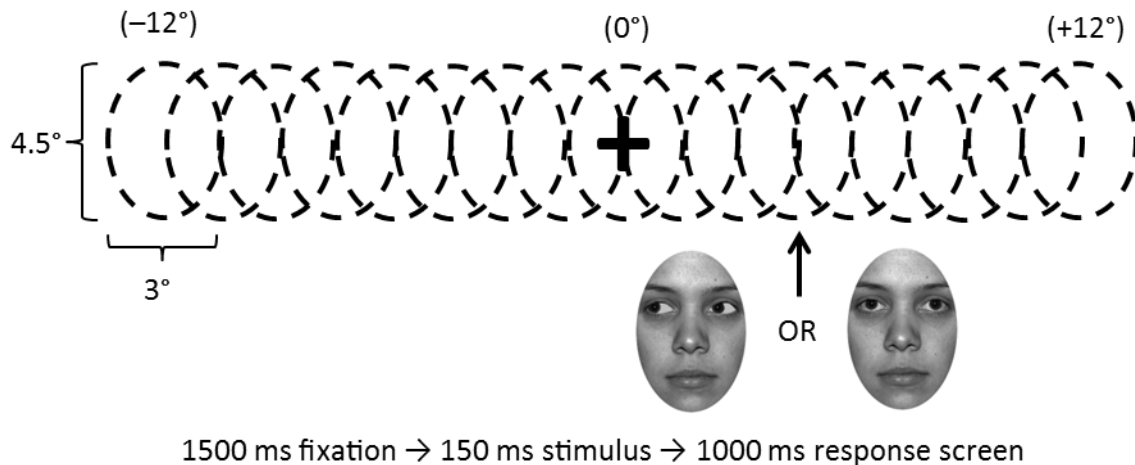 (–12°)
(0°)
(+12°)
4.5°
3°
OR
1500 ms fixation → 150 ms stimulus → 1000 ms response screen